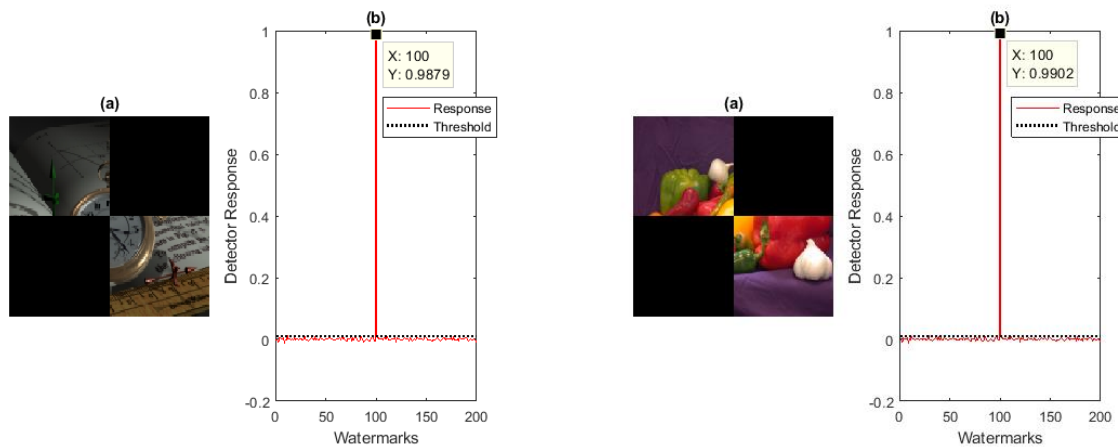 (a)
(b)
X: 100
Y: 0.9879
Response
Threshold
Detector Response
1
0.8
0.6
0.4
0.2
0
-0.2
0
50
100
150
200
Watermarks
(a)
(b)
X: 100
Y: 0.9902
Response
Threshold
Detector Response
1
0.8
0.6
0.4
0.2
0
-0.2
0
50
100
150
200
Watermarks